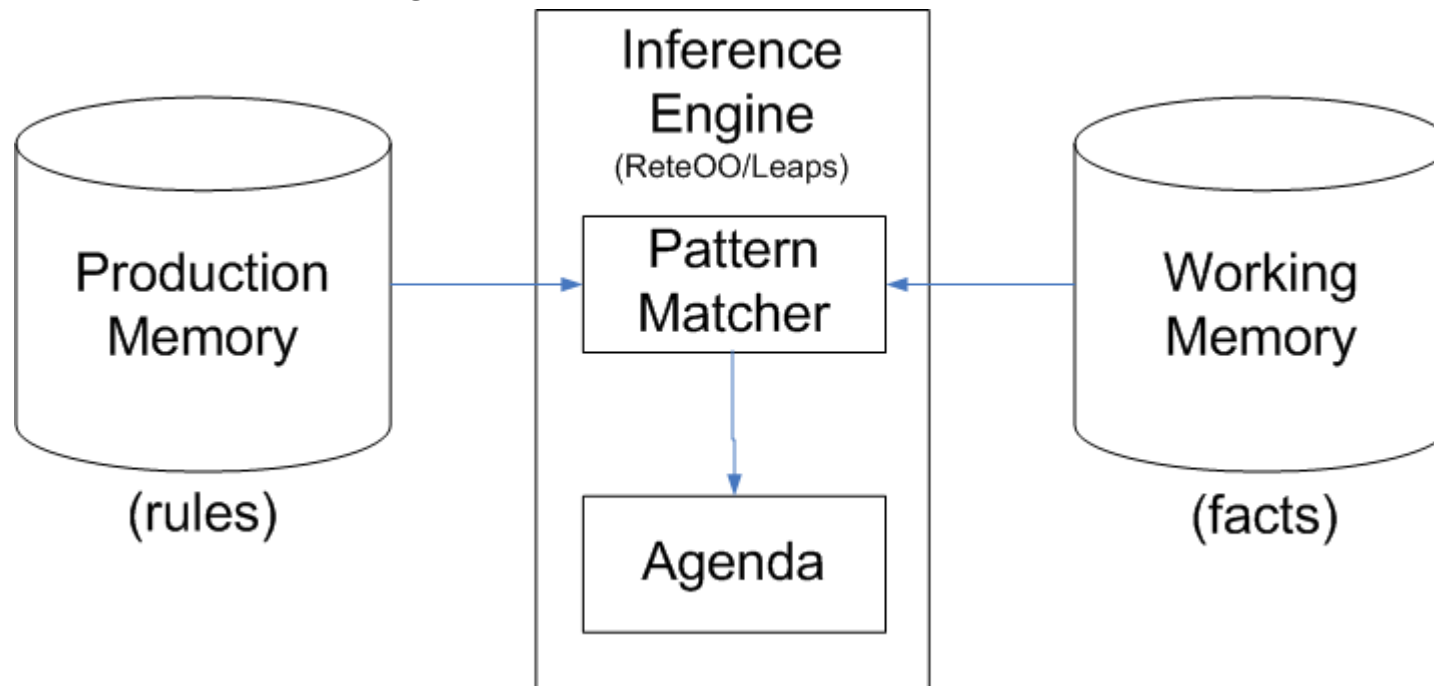 Inference
Engine
(ReteOO/Leaps)
Production
Memory
(rules)
Pattern
Matcher
Agenda
Working
Memory
(facts)